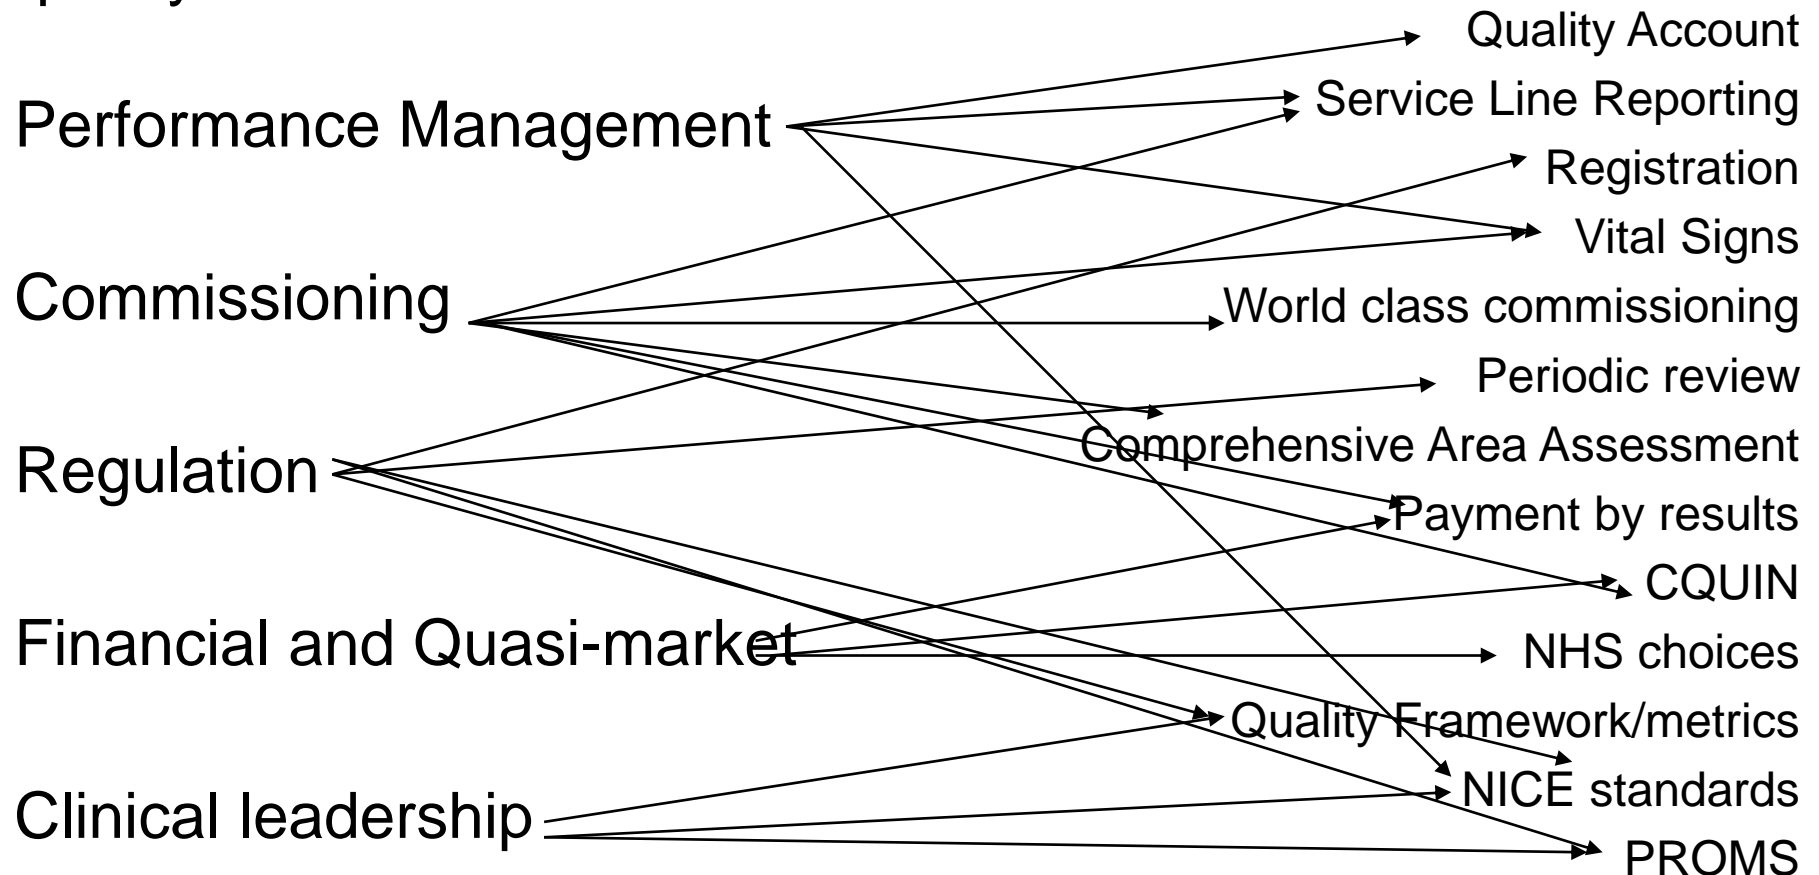 Quality Account
Performance Management
Service Line Reporting
Registration
Vital Signs
Commissioning
World class commissioning
Periodic review
Comprehensive Area Assessment
Regulation
Payment by results
CQUIN
Financial and Quasi-market
NHS choices
Quality Framework/metrics
Clinical leadership
NICE standards
PROMS